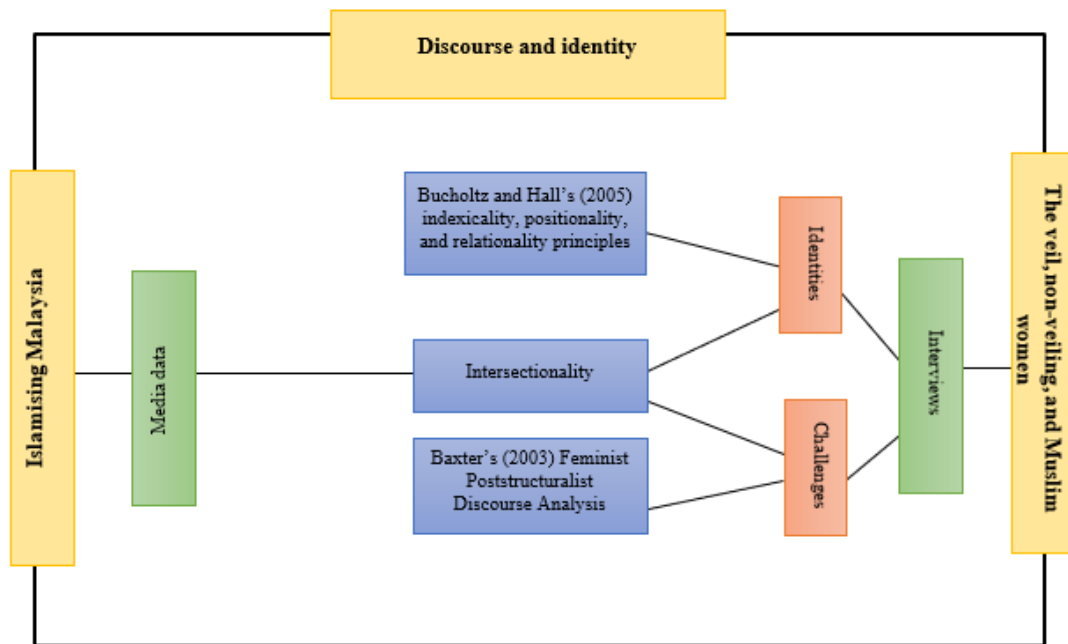 Discourse and identity
Islamising Malaysia
Media data
Bucholtz and Hall’s (2005)
indexicality, positionality,
and relationality principles
Intersectionality
Baxter’s (2003) Feminist
Poststructuralist
Discourse Analysis
Identities
Challenges
Interviews
The veil, non-veiling, and Muslim
women